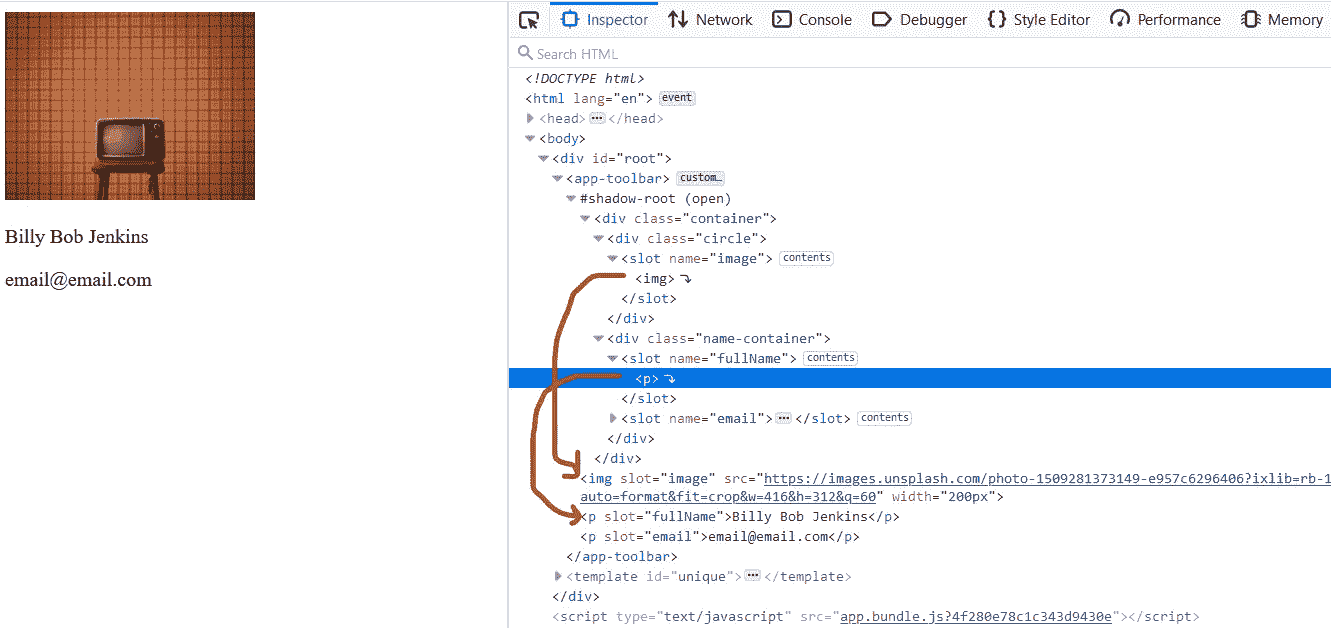 Inspector Network Console Debugger Style Editor Performance Memory
Search HTML
<!DOCTYPE html>
<html lang="en"> event
<head> ••• </head>
<body>
<div id="root">
<app-toolbar> custom…
#shadow-root (open)
<div class="container">
<div class="circle">
<slot name="image"> contents
<img>
</slot>
</div>
<div class="name-container">
<slot name="fullName"> contents
<p>
</slot>
<slot name="email"> ••• </slot> contents
</div>
</div>
<img slot="image" src="https://images.unsplash.com/photo-1509281373149-e957c6296406?ixlib=rb-1
auto=format&fit=crop&w=416&h=312&q=60" width="200px">
<p slot="fullName">Billy Bob Jenkins</p>
<p slot="email">email@email.com</p>
</app-toolbar>
<template id="unique"> ••• </template>
</div>
<script type="text/javascript" src="app.bundle.js?4f280e78c1c343d9430e"></script>
Billy Bob Jenkins
email@email.com